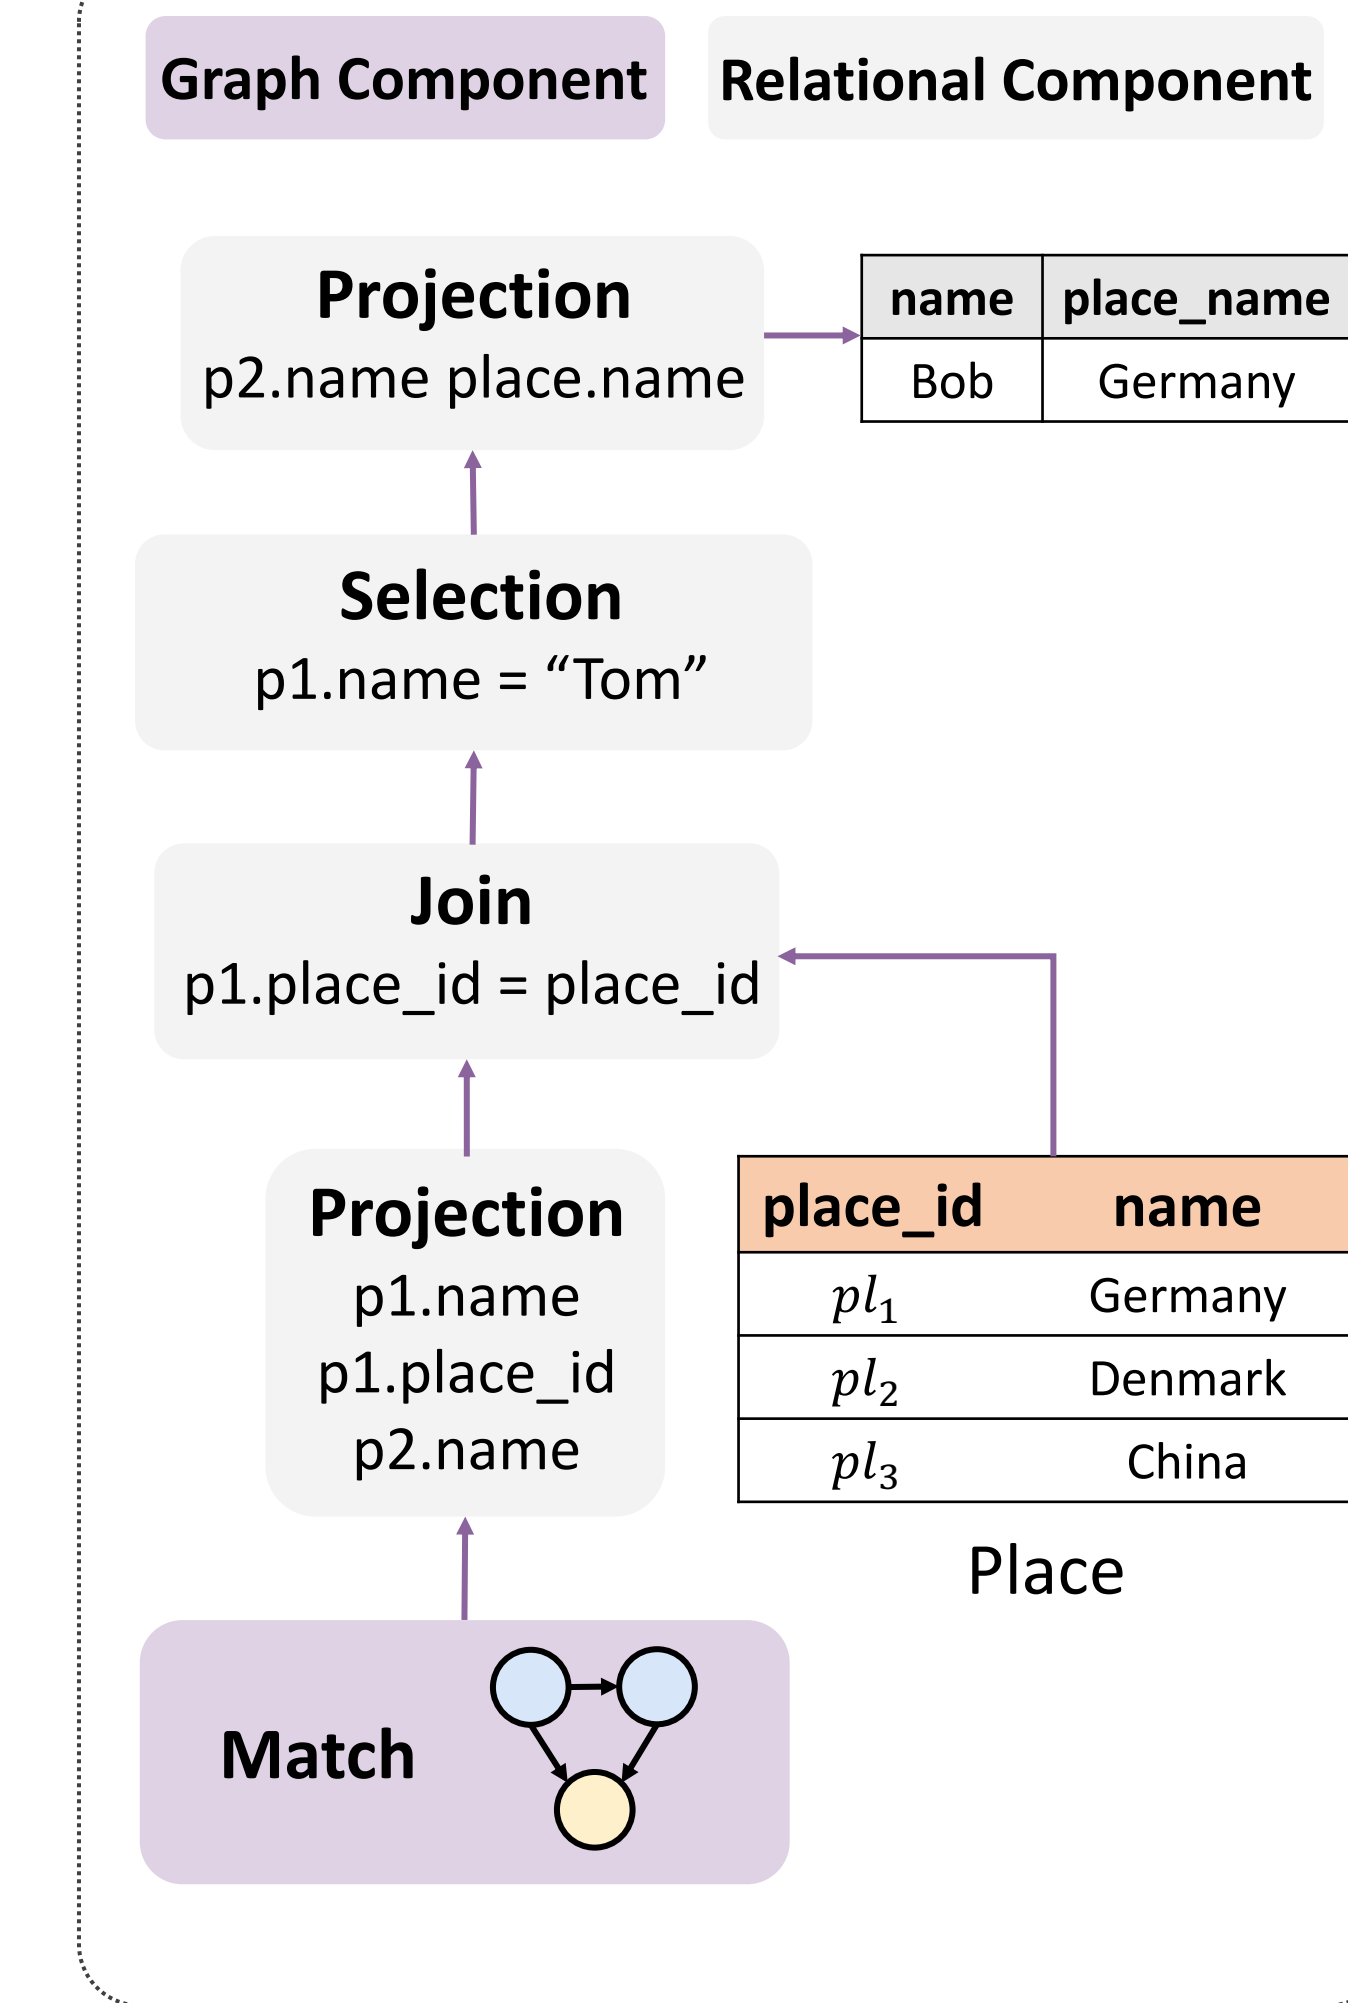 Graph Component
Relational Component
Projection
p2.name place.name
name place_name
Bob Germany
Selection
p1.name = “Tom”
Join
p1.place_id = place_id
Projection
p1.name
p1.place_id
p2.name
place_id name
pl₁ Germany
pl₂ Denmark
pl₃ China
Place
Match